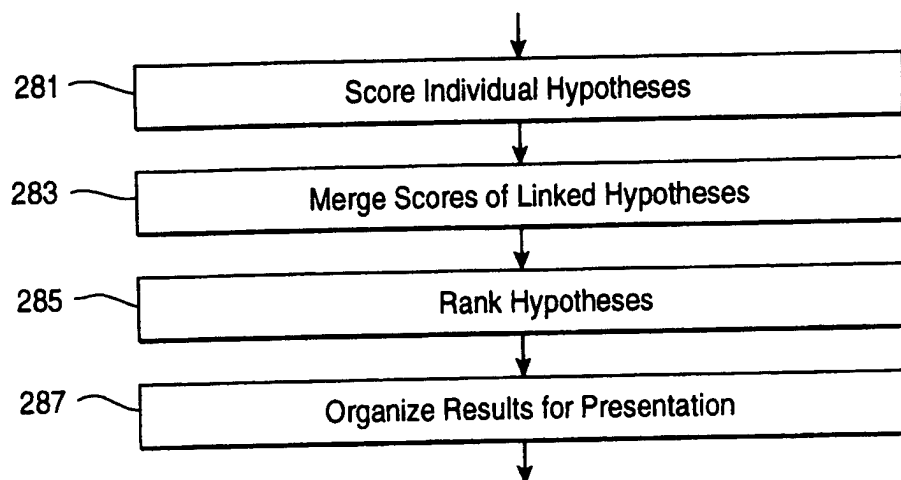 281 Score Individual Hypotheses
283 Merge Scores of Linked Hypotheses
285 Rank Hypotheses
287 Organize Results for Presentation